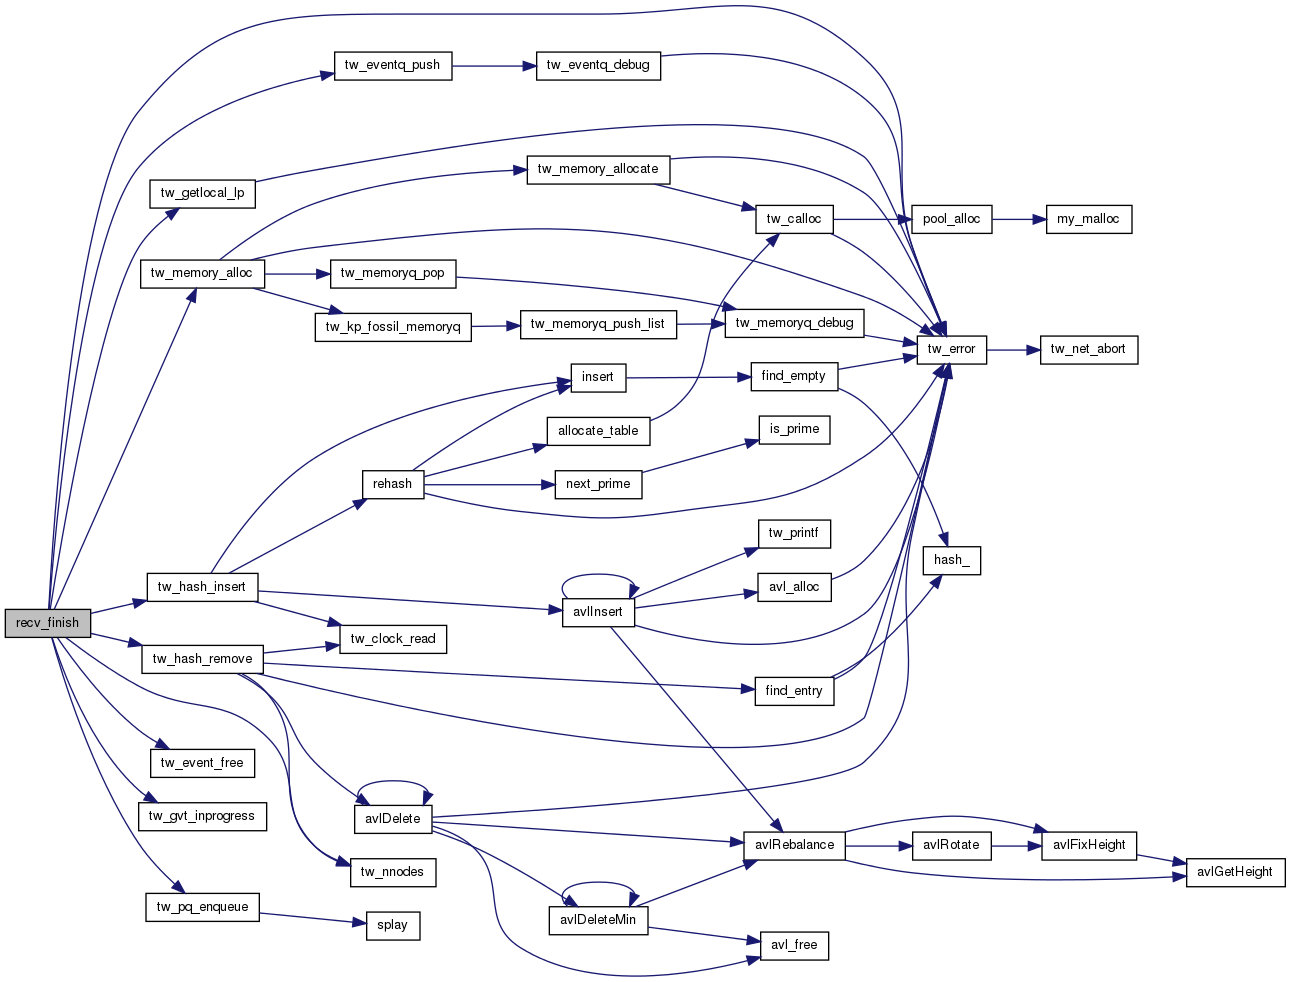 tw_eventq_push
tw_eventq_debug
tw_memory_allocate
tw_getlocal_lp
tw_calloc
pool_alloc
my_malloc
tw_memory_alloc
tw_memoryq_pop
tw_kp_fossil_memoryq
tw_memoryq_push_list
tw_memoryq_debug
tw_error
tw_net_abort
insert
find_empty
allocate_table
is_prime
rehash
next_prime
tw_printf
hash_
tw_hash_insert
avl_alloc
avlInsert
recv_finish
tw_clock_read
tw_hash_remove
find_entry
tw_event_free
tw_gvt_inprogress
avlDelete
avlRebalance
avlRotate
avlFixHeight
tw_nnodes
avlGetHeight
tw_pq_enqueue
splay
avlDeleteMin
avl_free